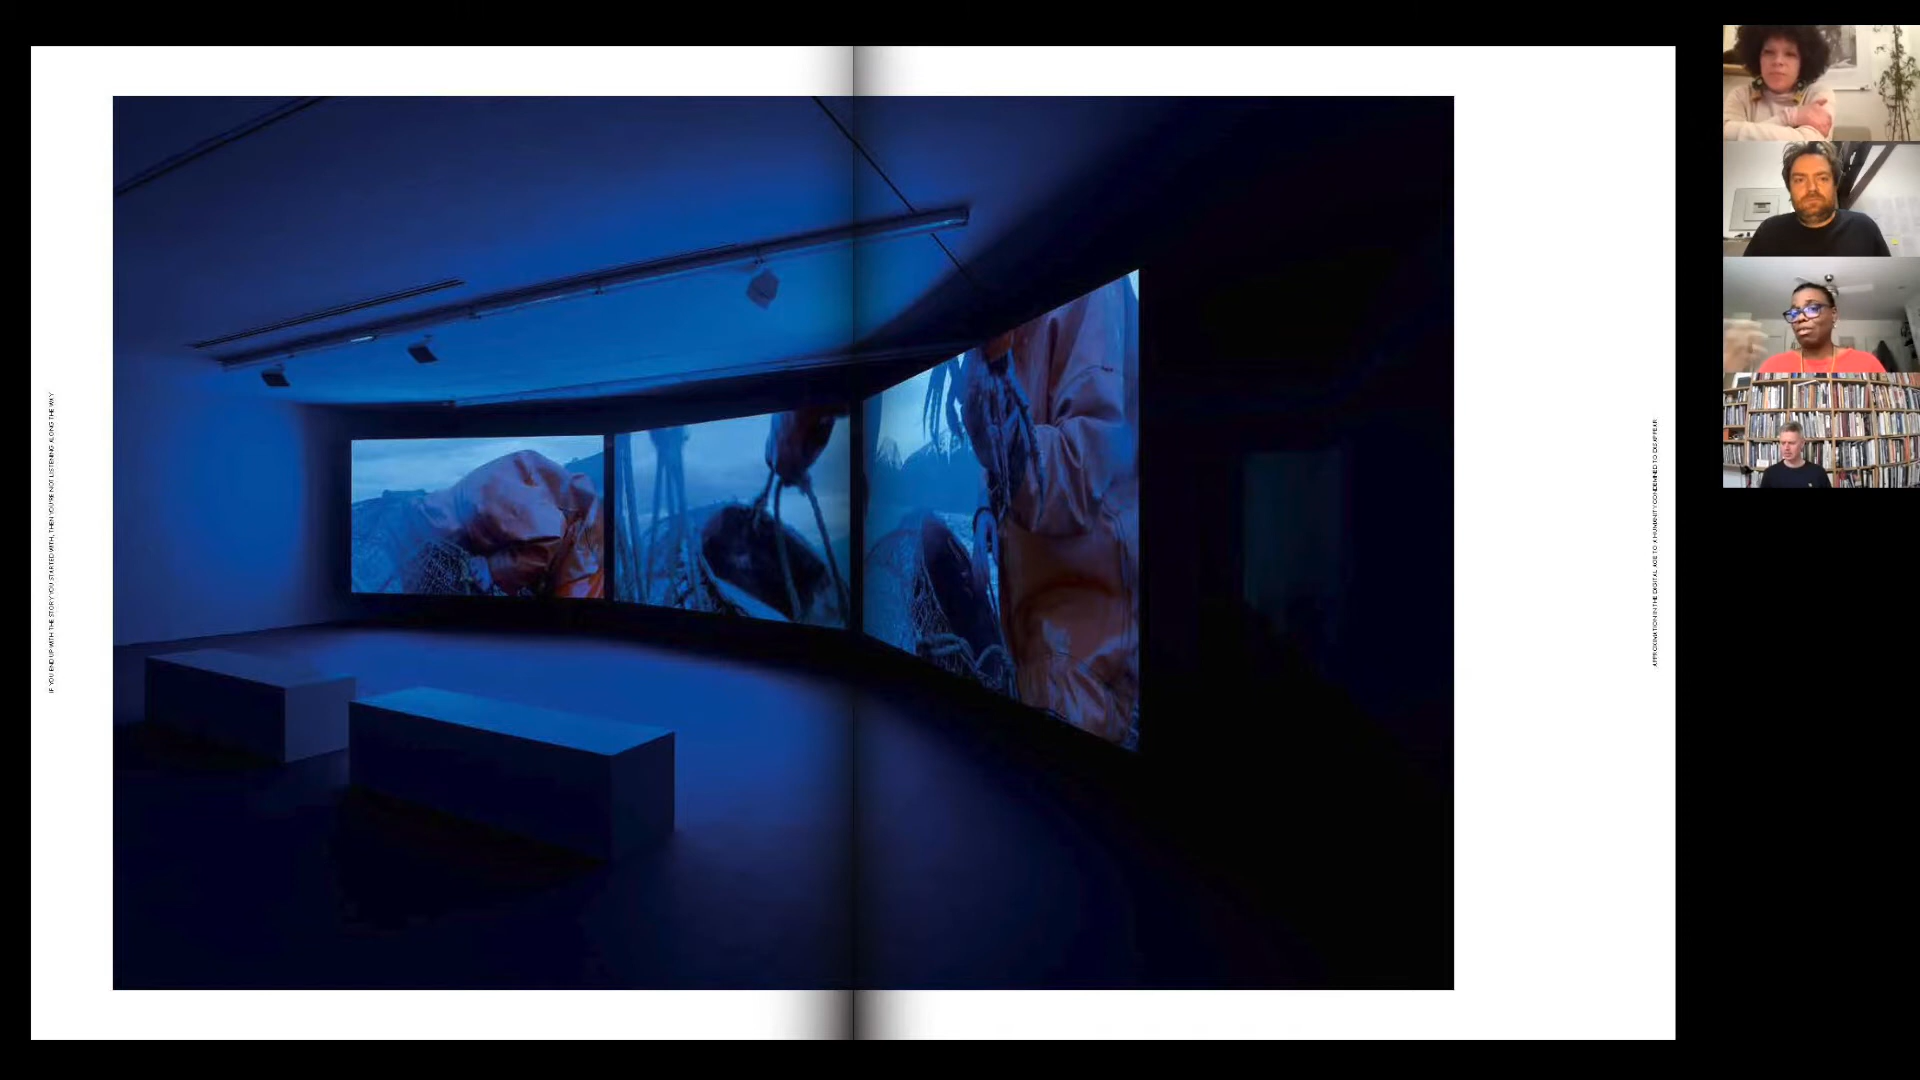 IF YOU END UP WITH THE STORY YOU STARTED WITH, THEN YOU'RE NOT LISTENING ALONG THE WAY
APPROXIMATION IN THE DIGITAL AGE TO A HUMANITY CONDEMNED TO DISAPPEAR